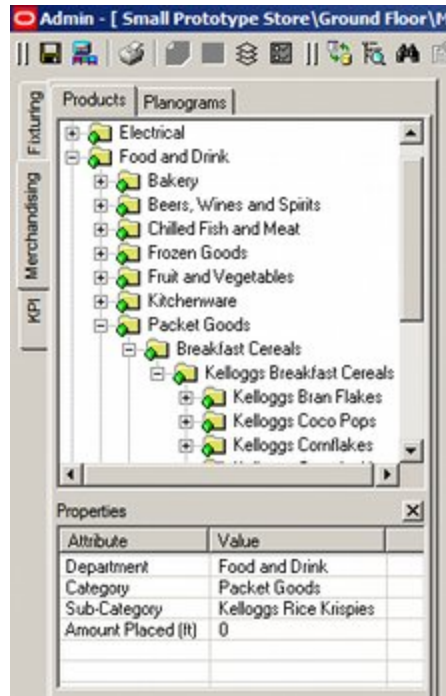 Admin - [ Small Prototype Store\Ground Floor\M
Fixturing
Merchandising
KPI
Products
Planograms
Electrical
Food and Drink
Bakery
Beers, Wines and Spirits
Chilled Fish and Meat
Frozen Goods
Fruit and Vegetables
Kitchenware
Packet Goods
Breakfast Cereals
Kelloggs Breakfast Cereals
Kelloggs Bran Flakes
Kelloggs Coco Pops
Kelloggs Cornflakes
Properties
Attribute Value
Department Food and Drink
Category Packet Goods
Sub-Category Kelloggs Rice Krispies
Amount Placed (ft) 0